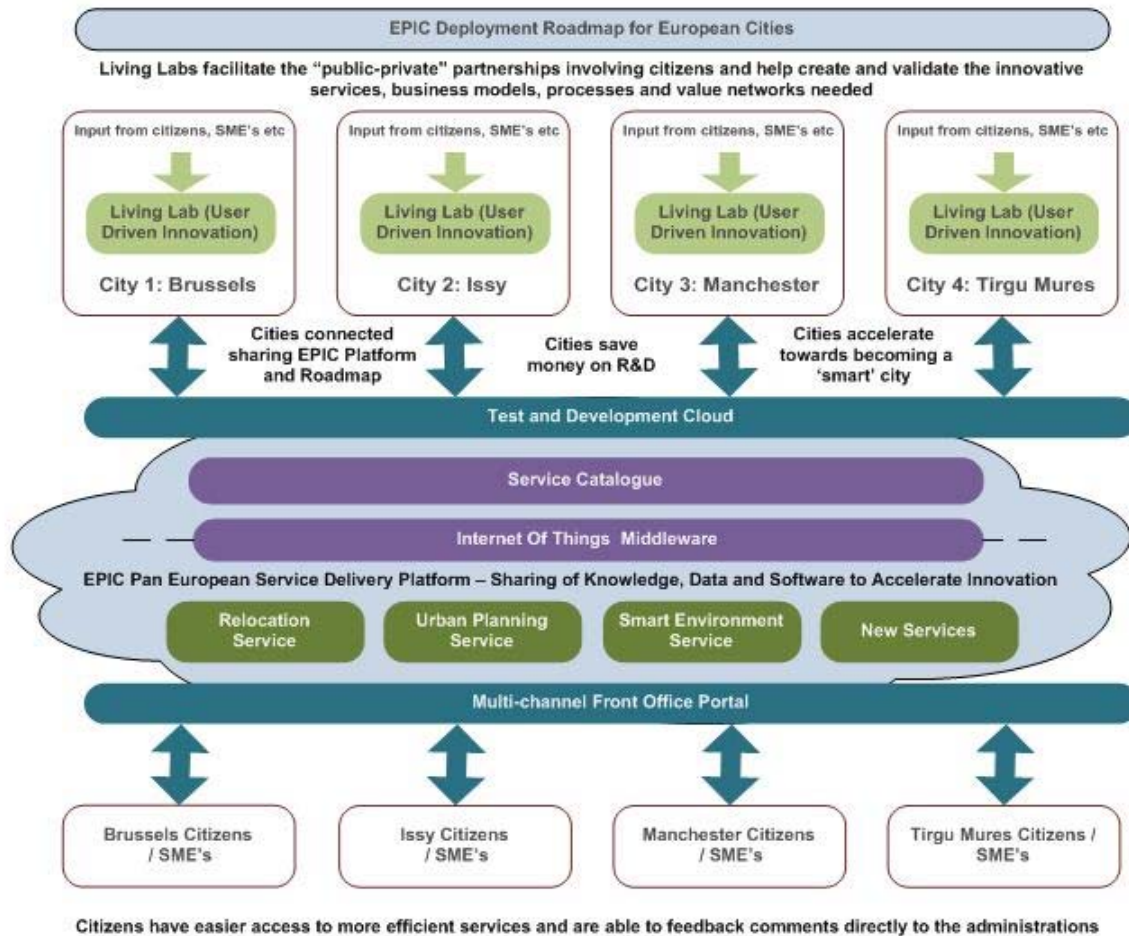 EPIC Deployment Roadmap for European Cities
Living Labs facilitate the “public-private” partnerships involving citizens and help create and validate the innovative
services, business models, processes and value networks needed
Input from citizens, SME's etc
Living Lab (User
Driven Innovation)
City 1: Brussels
Input from citizens, SME's etc
Living Lab (User
Driven Innovation)
City 2: Issy
Input from citizens, SME's etc
Living Lab (User
Driven Innovation)
City 3: Manchester
Input from citizens, SME's etc
Living Lab (User
Driven Innovation)
City 4: Tirgu Mures
Cities connected
sharing EPIC Platform
and Roadmap
Cities save
money on R&D
Cities accelerate
towards becoming a
‘smart’ city
Test and Development Cloud
Service Catalogue
Internet Of Things Middleware
EPIC Pan European Service Delivery Platform – Sharing of Knowledge, Data and Software to Accelerate Innovation
Relocation
Service
Urban Planning
Service
Smart Environment
Service
New Services
Multi-channel Front Office Portal
Brussels Citizens
/ SME's
Issy Citizens
/ SME's
Manchester Citizens
/ SME's
Tirgu Mures Citizens /
SME's
Citizens have easier access to more efficient services and are able to feedback comments directly to the administrations